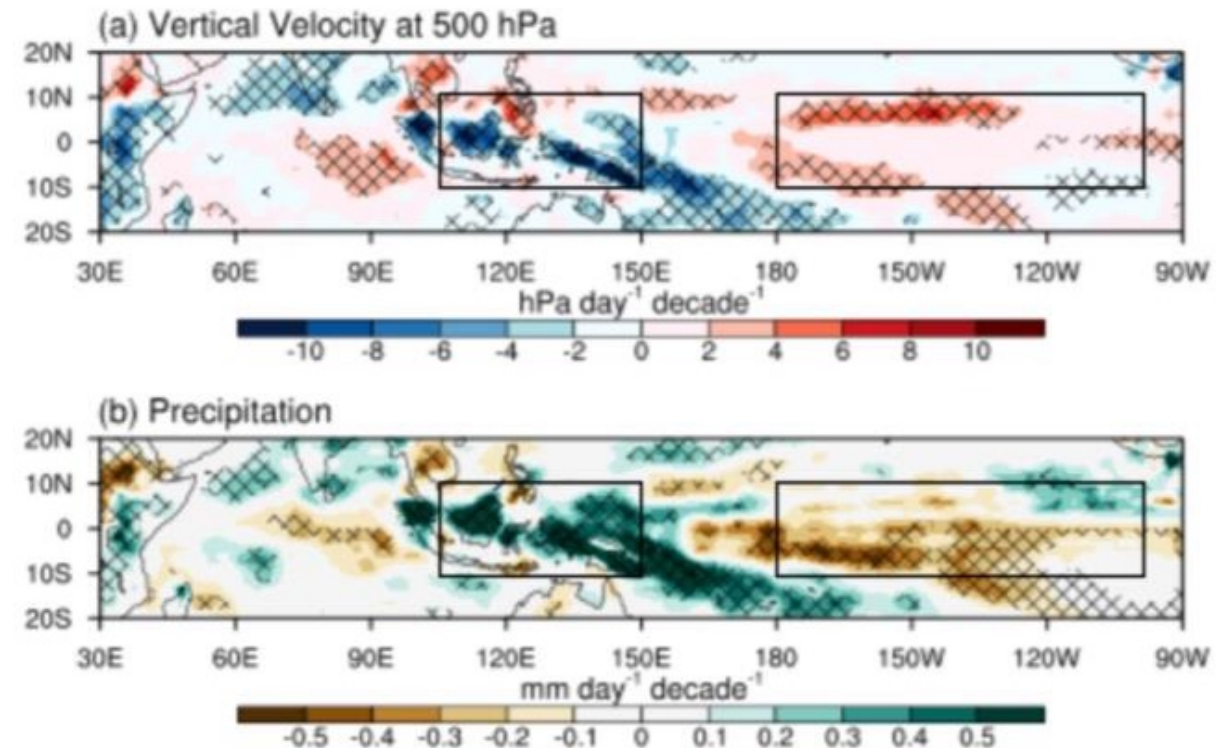 (a) Vertical Velocity at 500 hPa
20N
10N
0
10S
20S
30E 60E 90E 120E 150E 180 150W 120W 90W
hPa day⁻¹ decade⁻¹
-10 -8 -6 -4 -2 0 2 4 6 8 10
(b) Precipitation
20N
10N
0
10S
20S
30E 60E 90E 120E 150E 180 150W 120W 90W
mm day⁻¹ decade⁻¹
-0.5 -0.4 -0.3 -0.2 -0.1 0 0.1 0.2 0.3 0.4 0.5